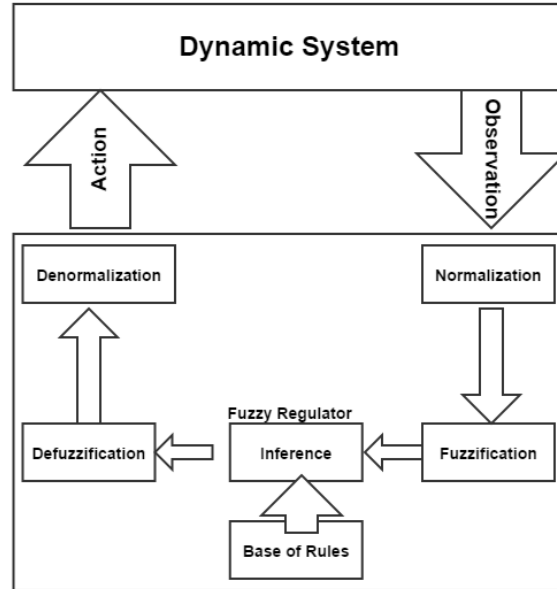 Dynamic System
Action
Observation
Denormalization
Normalization
Fuzzy Regulator
Defuzzification
Inference
Fuzzification
Base of Rules